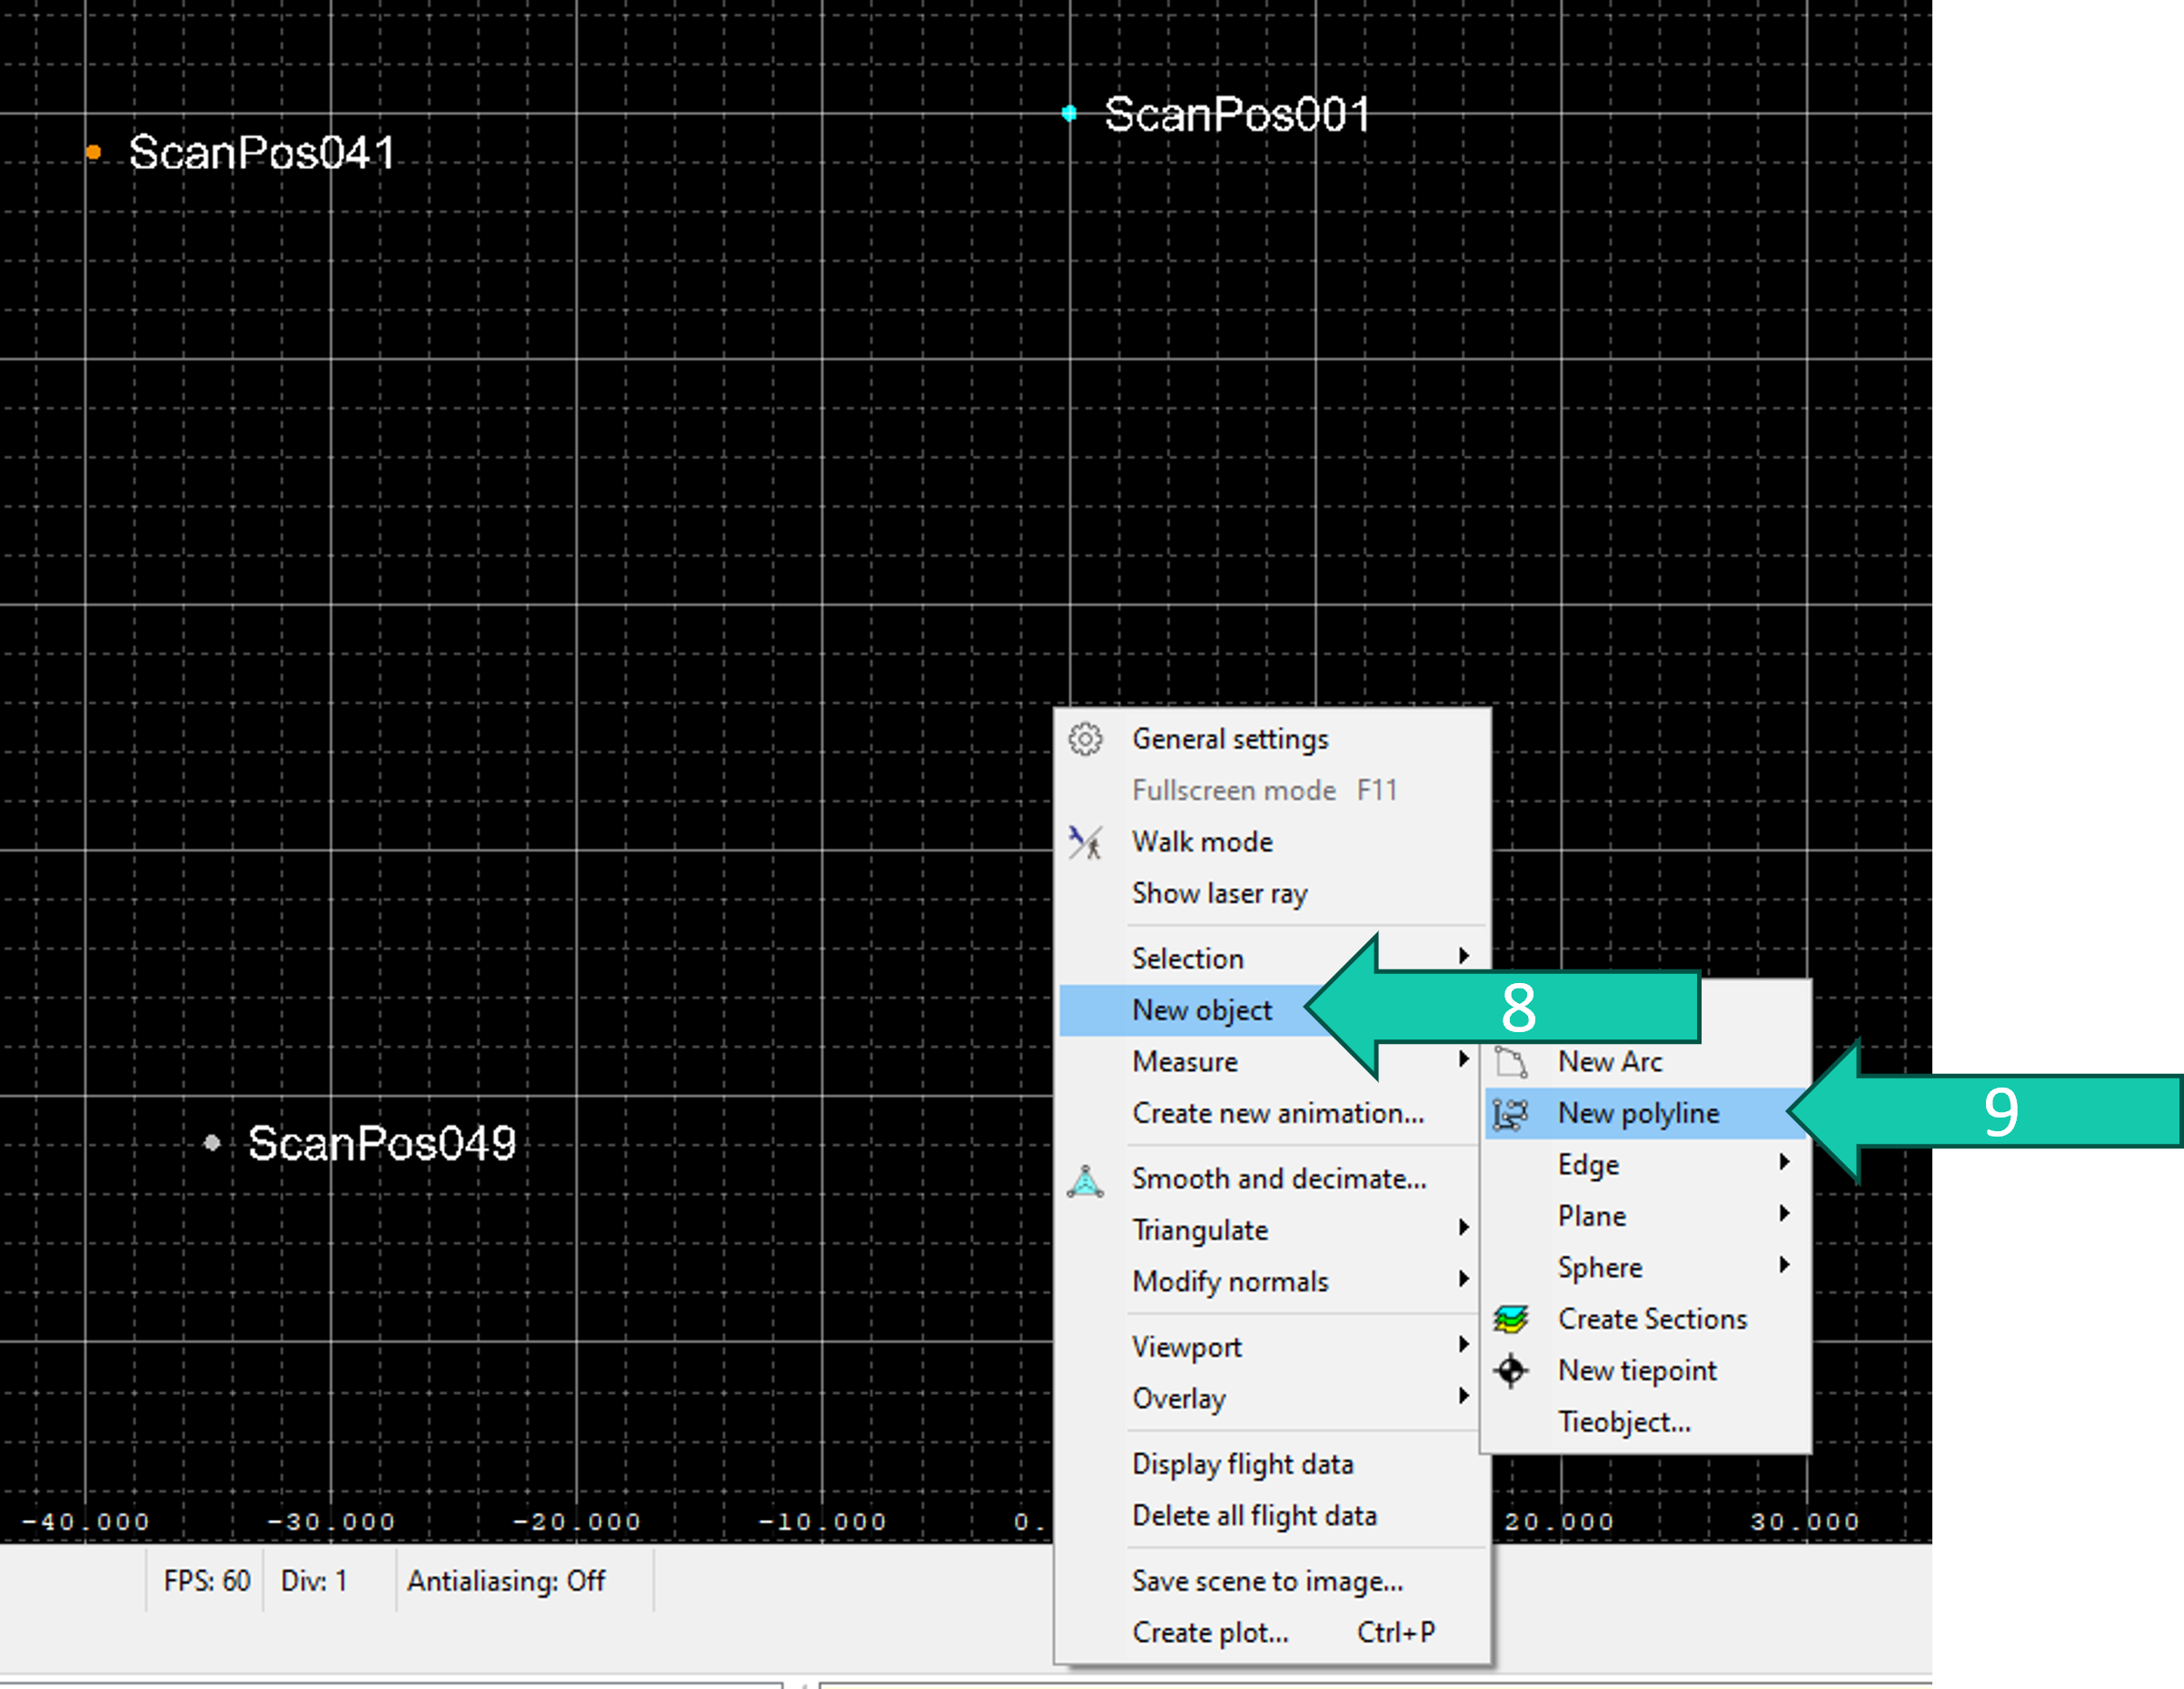 ScanPos001
ScanPos041
General settings
Fullscreen mode F11
Walk mode
Show laser ray
Selection
New object
8
Measure
New Arc
Create new animation...
New polyline
9
ScanPos049
Edge
Smooth and decimate...
Plane
Triangulate
Sphere
Modify normals
Create Sections
Viewport
New tiepoint
Overlay
Tieobject...
Display flight data
Delete all flight data
-40.000 -30.000 -20.000 -10.000 0. 20.000 30.000
FPS: 60 Div: 1 Antialiasing: Off
Save scene to image...
Create plot... Ctrl+P